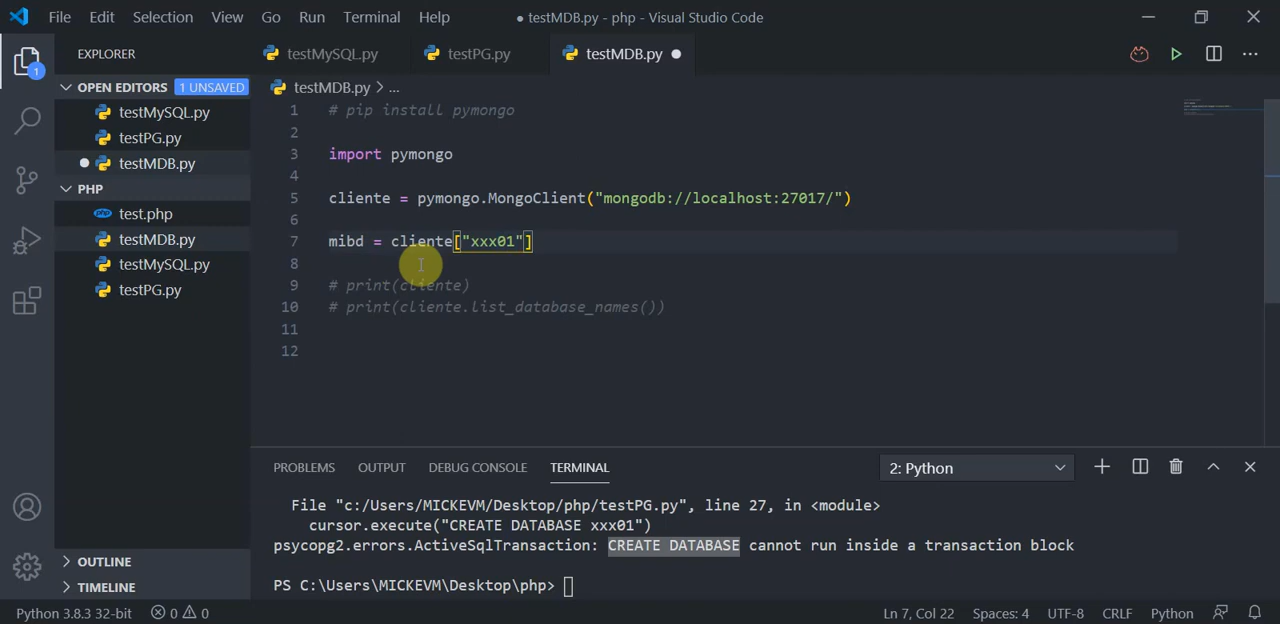 File Edit Selection View Go Run Terminal Help ● testMDB.py - php - Visual Studio Code
EXPLORER
testMySQL.py testPG.py testMDB.py
OPEN EDITORS 1 UNSAVED
testMySQL.py
testPG.py
testMDB.py
PHP
test.php
testMDB.py
testMySQL.py
testPG.py
OUTLINE
TIMELINE
1
testMDB.py > ...
1 # pip install pymongo
2
3 import pymongo
4
5 cliente = pymongo.MongoClient("mongodb://localhost:27017/")
6
7 mibd = cliente["xxx01"]
8
9 # print(cliente)
10 # print(cliente.list_database_names())
11
12
PROBLEMS OUTPUT DEBUG CONSOLE TERMINAL 2: Python
File "c:/Users/MICKEVM/Desktop/php/testPG.py", line 27, in <module>
cursor.execute("CREATE DATABASE xxx01")
psycopg2.errors.ActiveSqlTransaction: CREATE DATABASE cannot run inside a transaction block
PS C:\Users\MICKEVM\Desktop\php>
Python 3.8.3 32-bit 0 0 Ln 7, Col 22 Spaces: 4 UTF-8 CRLF Python